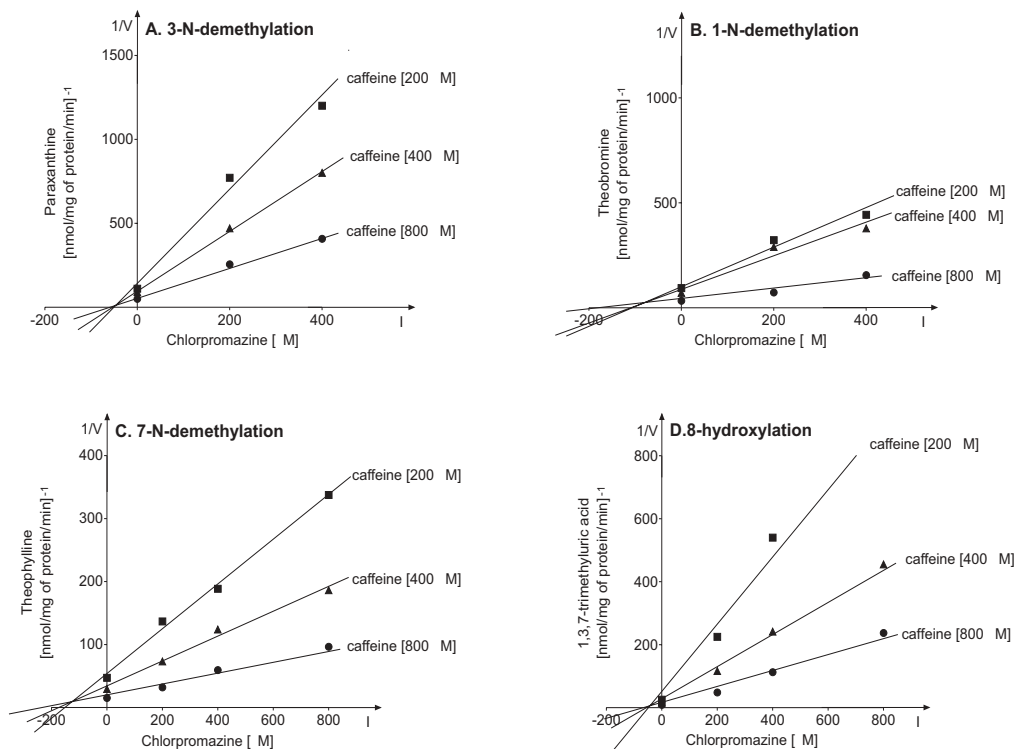 A. 3-N-demethylation
1/V
1500
1000
500
-200
0
200
400
I
Paraxanthine
[nmol/mg of protein/min] -1
caffeine [200 M]
caffeine [400 M]
caffeine [800 M]
Chlorpromazine [ M]
B. 1-N-demethylation
1/V
1000
500
-200
0
200
400
I
Theobromine
[nmol/mg of protein/min] -1
caffeine [200 M]
caffeine [400 M]
caffeine [800 M]
Chlorpromazine [ M]
C. 7-N-demethylation
1/V
400
300
200
100
-200
0
200
400
600
800
I
Theophylline
[nmol/mg of protein/min] -1
caffeine [200 M]
caffeine [400 M]
caffeine [800 M]
Chlorpromazine [ M]
D.8-hydroxylation
1/V
800
600
400
200
0
-200
0
200
400
600
800
I
1,3,7-trimethyluric acid
[nmol/mg of protein/min] -1
caffeine [200 M]
caffeine [400 M]
caffeine [800 M]
Chlorpromazine [ M]